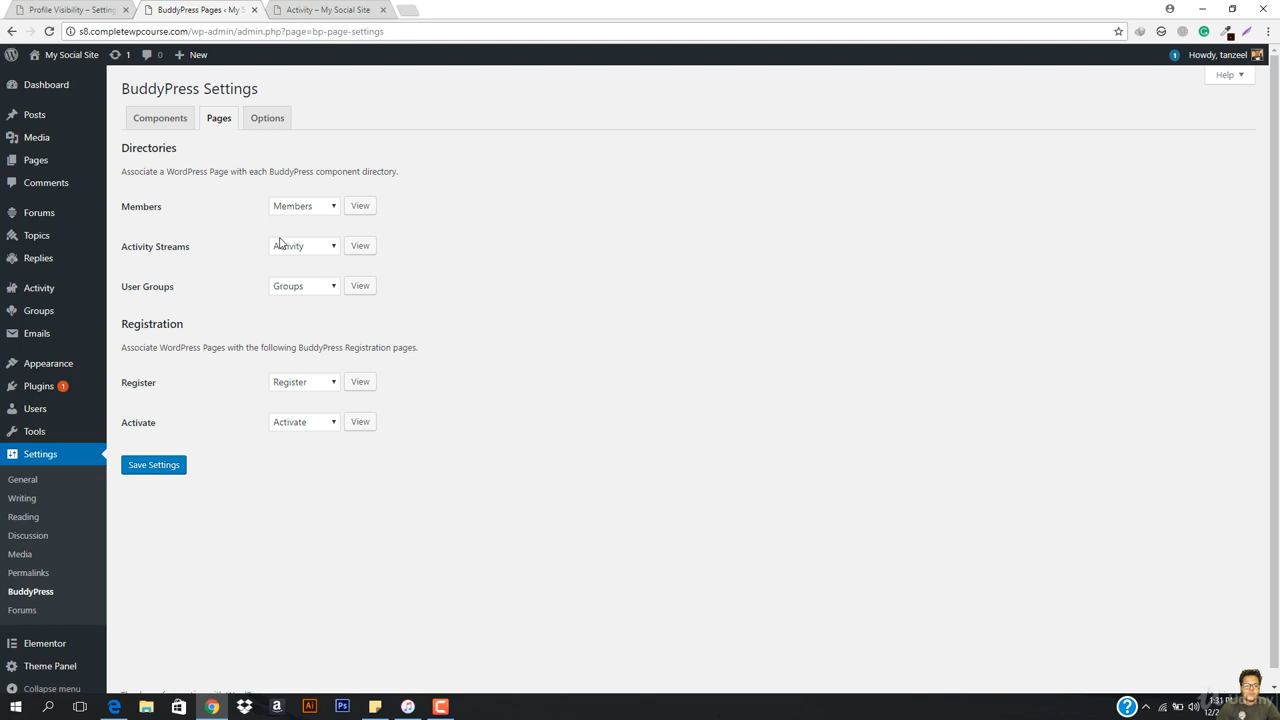 Profile Visibility – Setting
BuddyPress Pages ‹ My S
Activity – My Social Site
s8.completewpcourse.com/wp-admin/admin.php?page=bp-page-settings
My Social Site
1
0
New
1
Howdy, tanzeel
Help
Dashboard
Posts
Media
Pages
Comments
Forums
Topics
Replies
Activity
Groups
Emails
Appearance
Plugins 1
Users
Tools
Settings
General
Writing
Reading
Discussion
Media
Permalinks
BuddyPress
Forums
Elementor
Theme Panel
Collapse menu
BuddyPress Settings
Components
Pages
Options
Directories
Associate a WordPress Page with each BuddyPress component directory.
Members
Members
View
Activity Streams
Activity
View
User Groups
Groups
View
Registration
Associate WordPress Pages with the following BuddyPress Registration pages.
Register
Register
View
Activate
Activate
View
Save Settings
1:31 PM